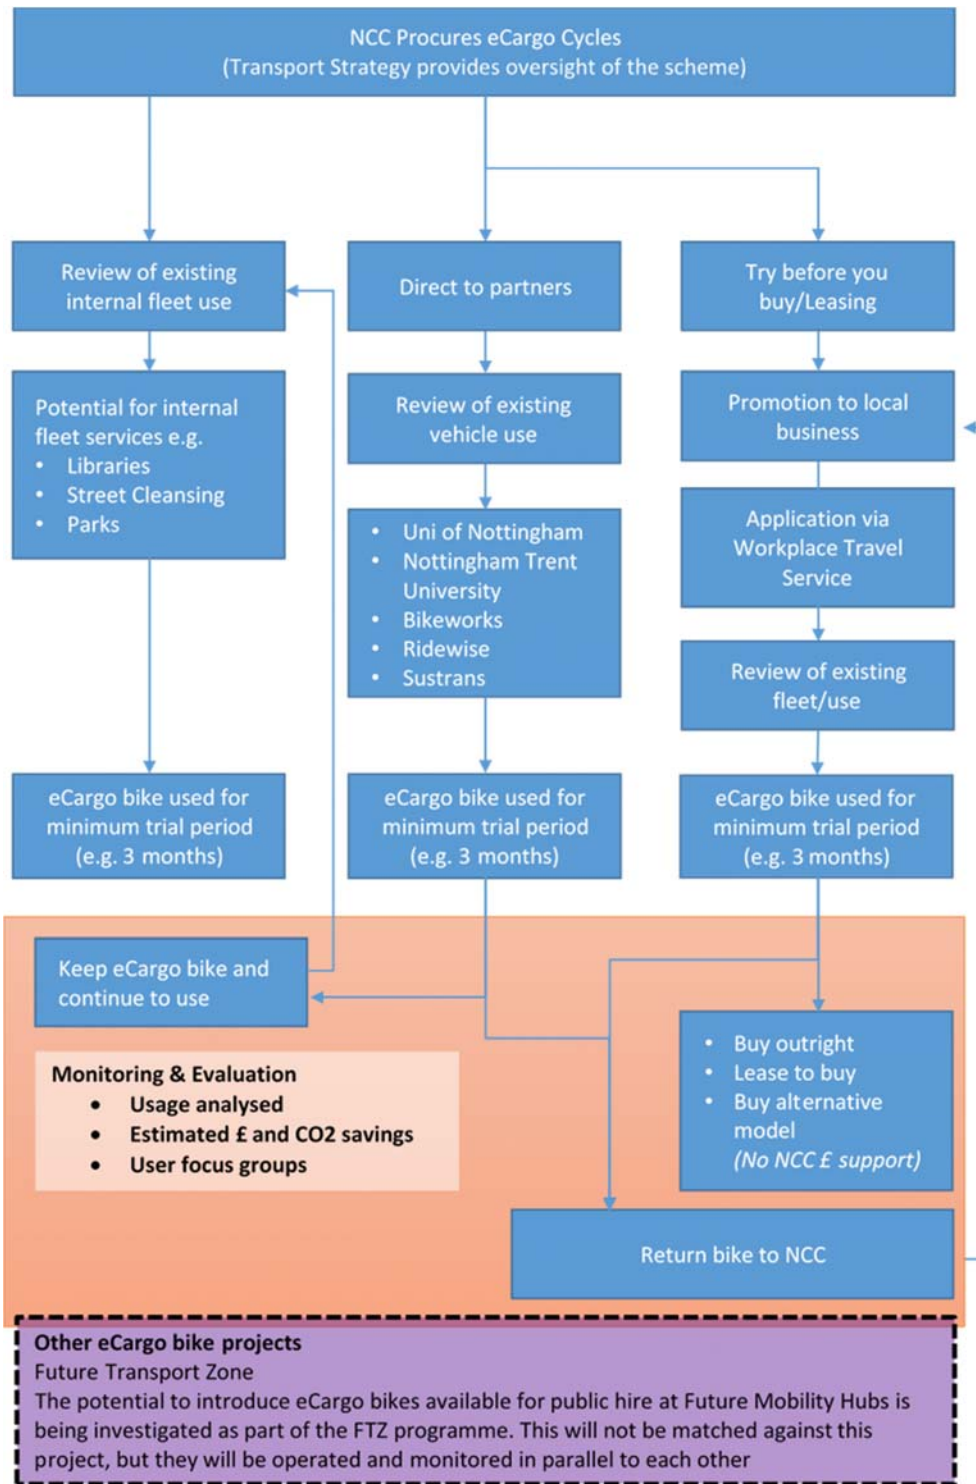 NCC Procures eCargo Cycles
(Transport Strategy provides oversight of the scheme)
Review of existing
internal fleet use
Direct to partners
Try before you
buy/Leasing
Potential for internal
fleet services e.g.
• Libraries
• Street Cleansing
• Parks
Review of existing
vehicle use
Promotion to local
business
• Uni of Nottingham
• Nottingham Trent
University
• Bikeworks
• Ridewise
• Sustrans
Application via
Workplace Travel
Service
Review of existing
fleet/use
eCargo bike used for
minimum trial period
(e.g. 3 months)
eCargo bike used for
minimum trial period
(e.g. 3 months)
eCargo bike used for
minimum trial period
(e.g. 3 months)
Keep eCargo bike and
continue to use
Monitoring & Evaluation
• Usage analysed
• Estimated £ and CO2 savings
• User focus groups
• Buy outright
• Lease to buy
• Buy alternative
model
(No NCC £ support)
Return bike to NCC
Other eCargo bike projects
Future Transport Zone
The potential to introduce eCargo bikes available for public hire at Future Mobility Hubs is
being investigated as part of the FTZ programme. This will not be matched against this
project, but they will be operated and monitored in parallel to each other